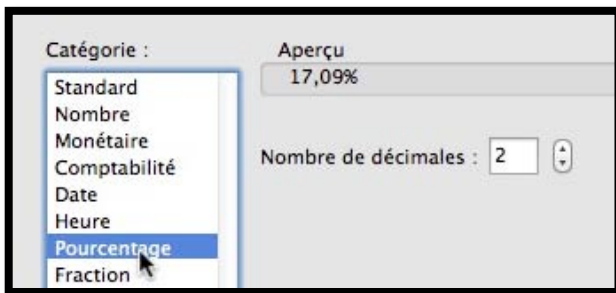 Catégorie :
Aperçu
17,09%
Standard
Nombre
Monétaire
Comptabilité
Date
Heure
Pourcentage
Fraction
Nombre de décimales : 2